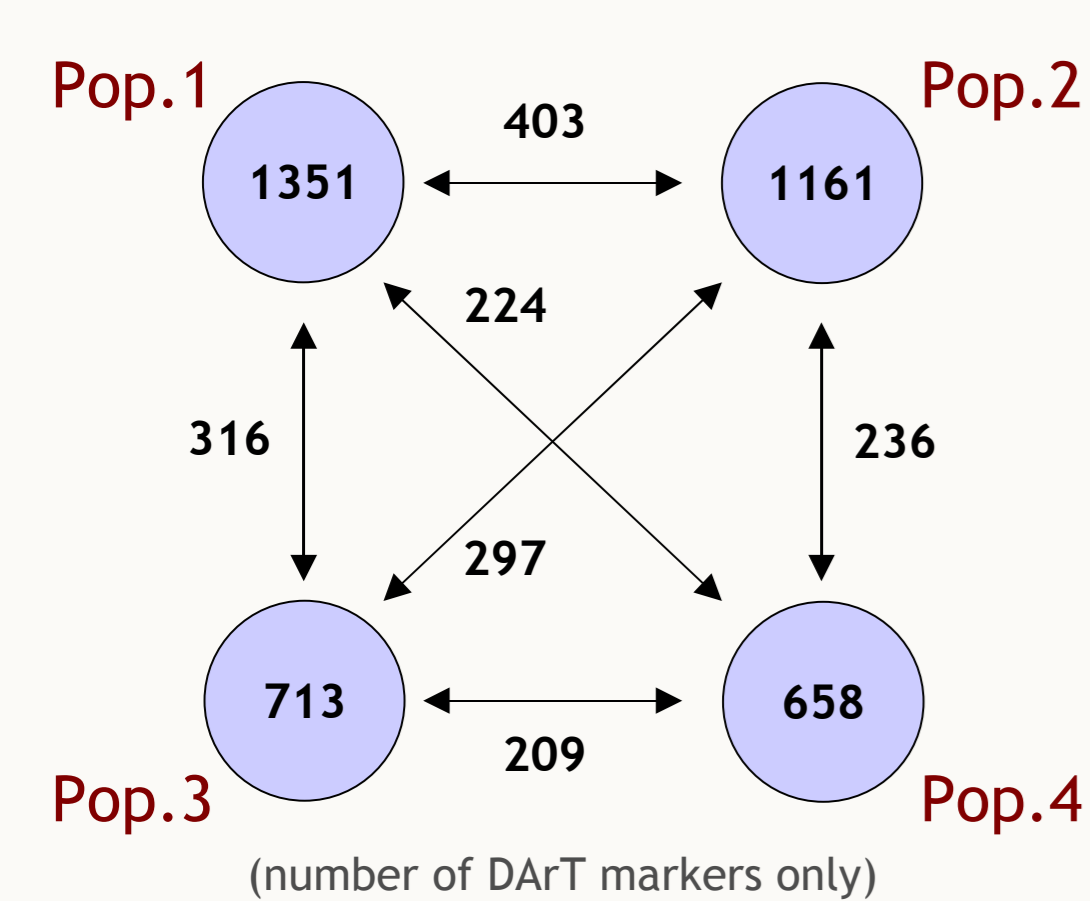 Pop.1
Pop.2
403
1351
1161
224
316
236
297
713
658
209
Pop.3
Pop.4
(number of DArT markers only)